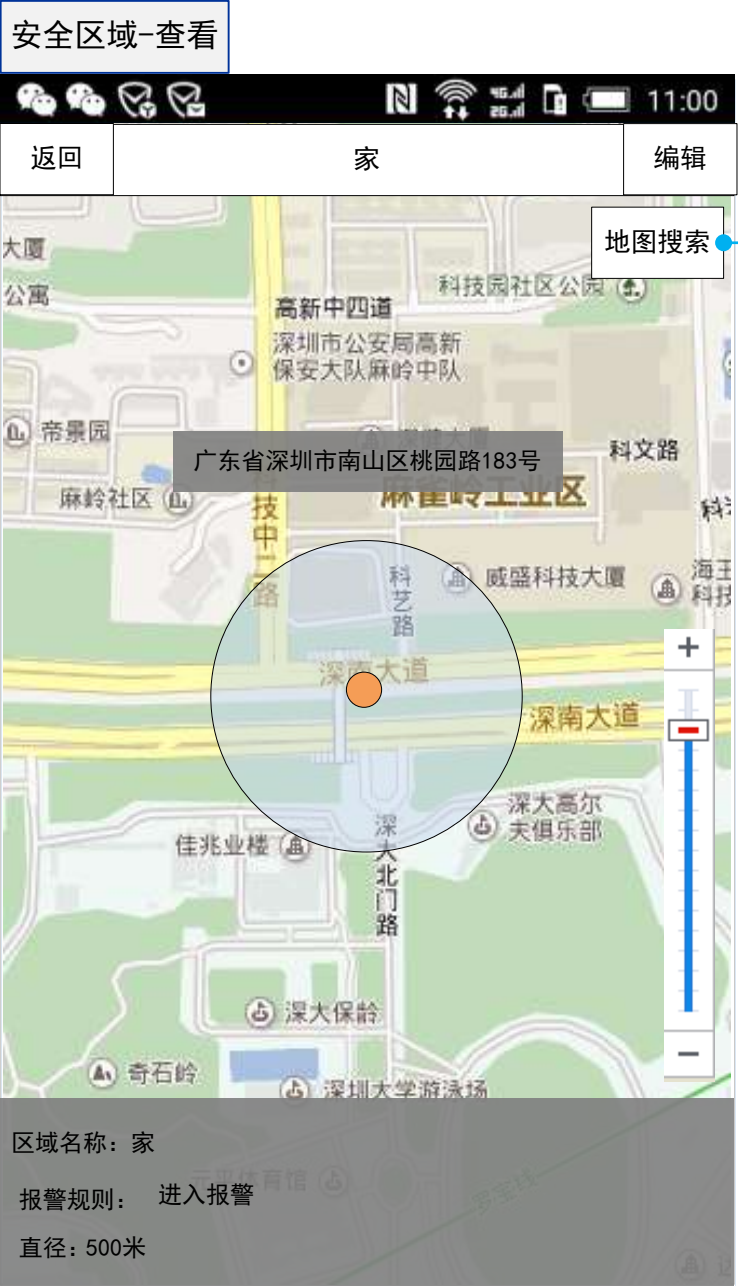 安全区域-查看
4G
2G
11:00
返回
家
编辑
地图搜索
大厦
公寓
科技园社区公园
高新中四道
深圳市公安局高新
保安大队麻岭中队
帝景园
科文路
广东省深圳市南山区桃园路183号
麻岭社区
麻雀岭工业区
科技中二路
科艺路
威盛科技大厦
海王
科技
深南大道
深南大道
深大高尔
夫俱乐部
佳兆业楼
深大北门路
深大保龄
奇石岭
深圳大学游泳场
区域名称：家
元平体育馆
报警规则：
进入报警
直径：500米